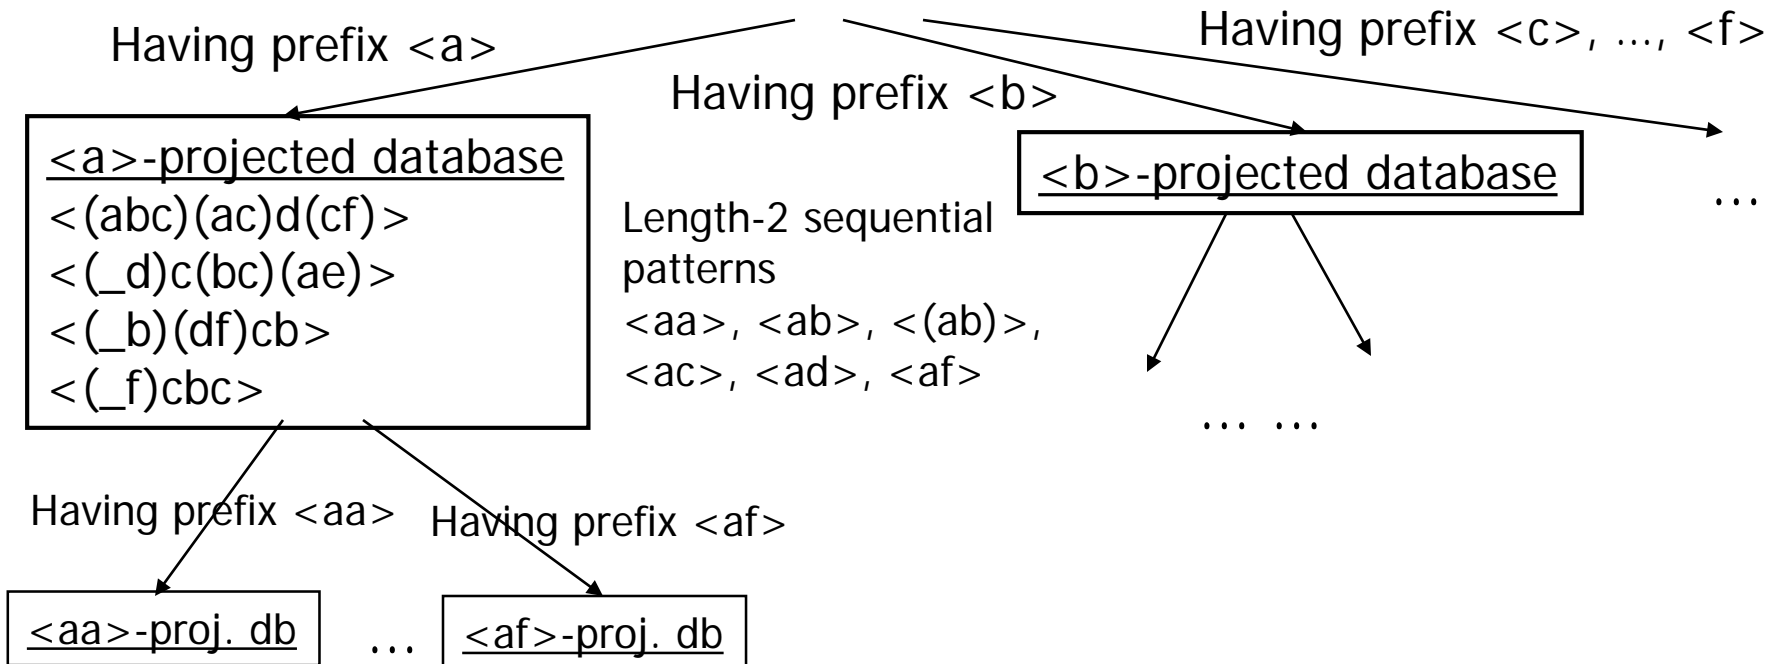 Having prefix <a>
Having prefix <c>, ..., <f>
Having prefix <b>
<a>-projected database
<(abc)(ac)d(cf)>
<(_d)c(bc)(ae)>
<(_b)(df)cb>
<(_f)cbc>
Length-2 sequential
patterns
<aa>, <ab>, <(ab)>,
<ac>, <ad>, <af>
<b>-projected database
...
... ...
Having prefix <aa>
Having prefix <af>
<aa>-proj. db
...
<af>-proj. db